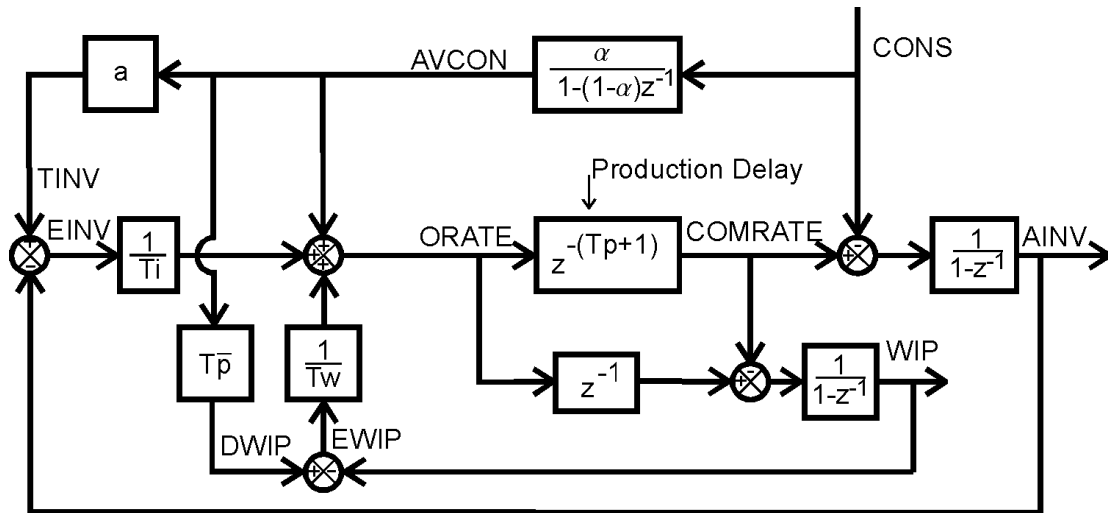 CONS
AVCON
α
1-(1-α)z⁻¹
a
TINV
Production Delay
EINV
1
Ti
+
-
+
+
+
ORATE
z^-(Tp+1)
COMRATE
+
-
1
1-z⁻¹
AINV
Tp̅
1
Tw
z⁻¹
+
-
1
1-z⁻¹
WIP
DWIP
EWIP
+
-